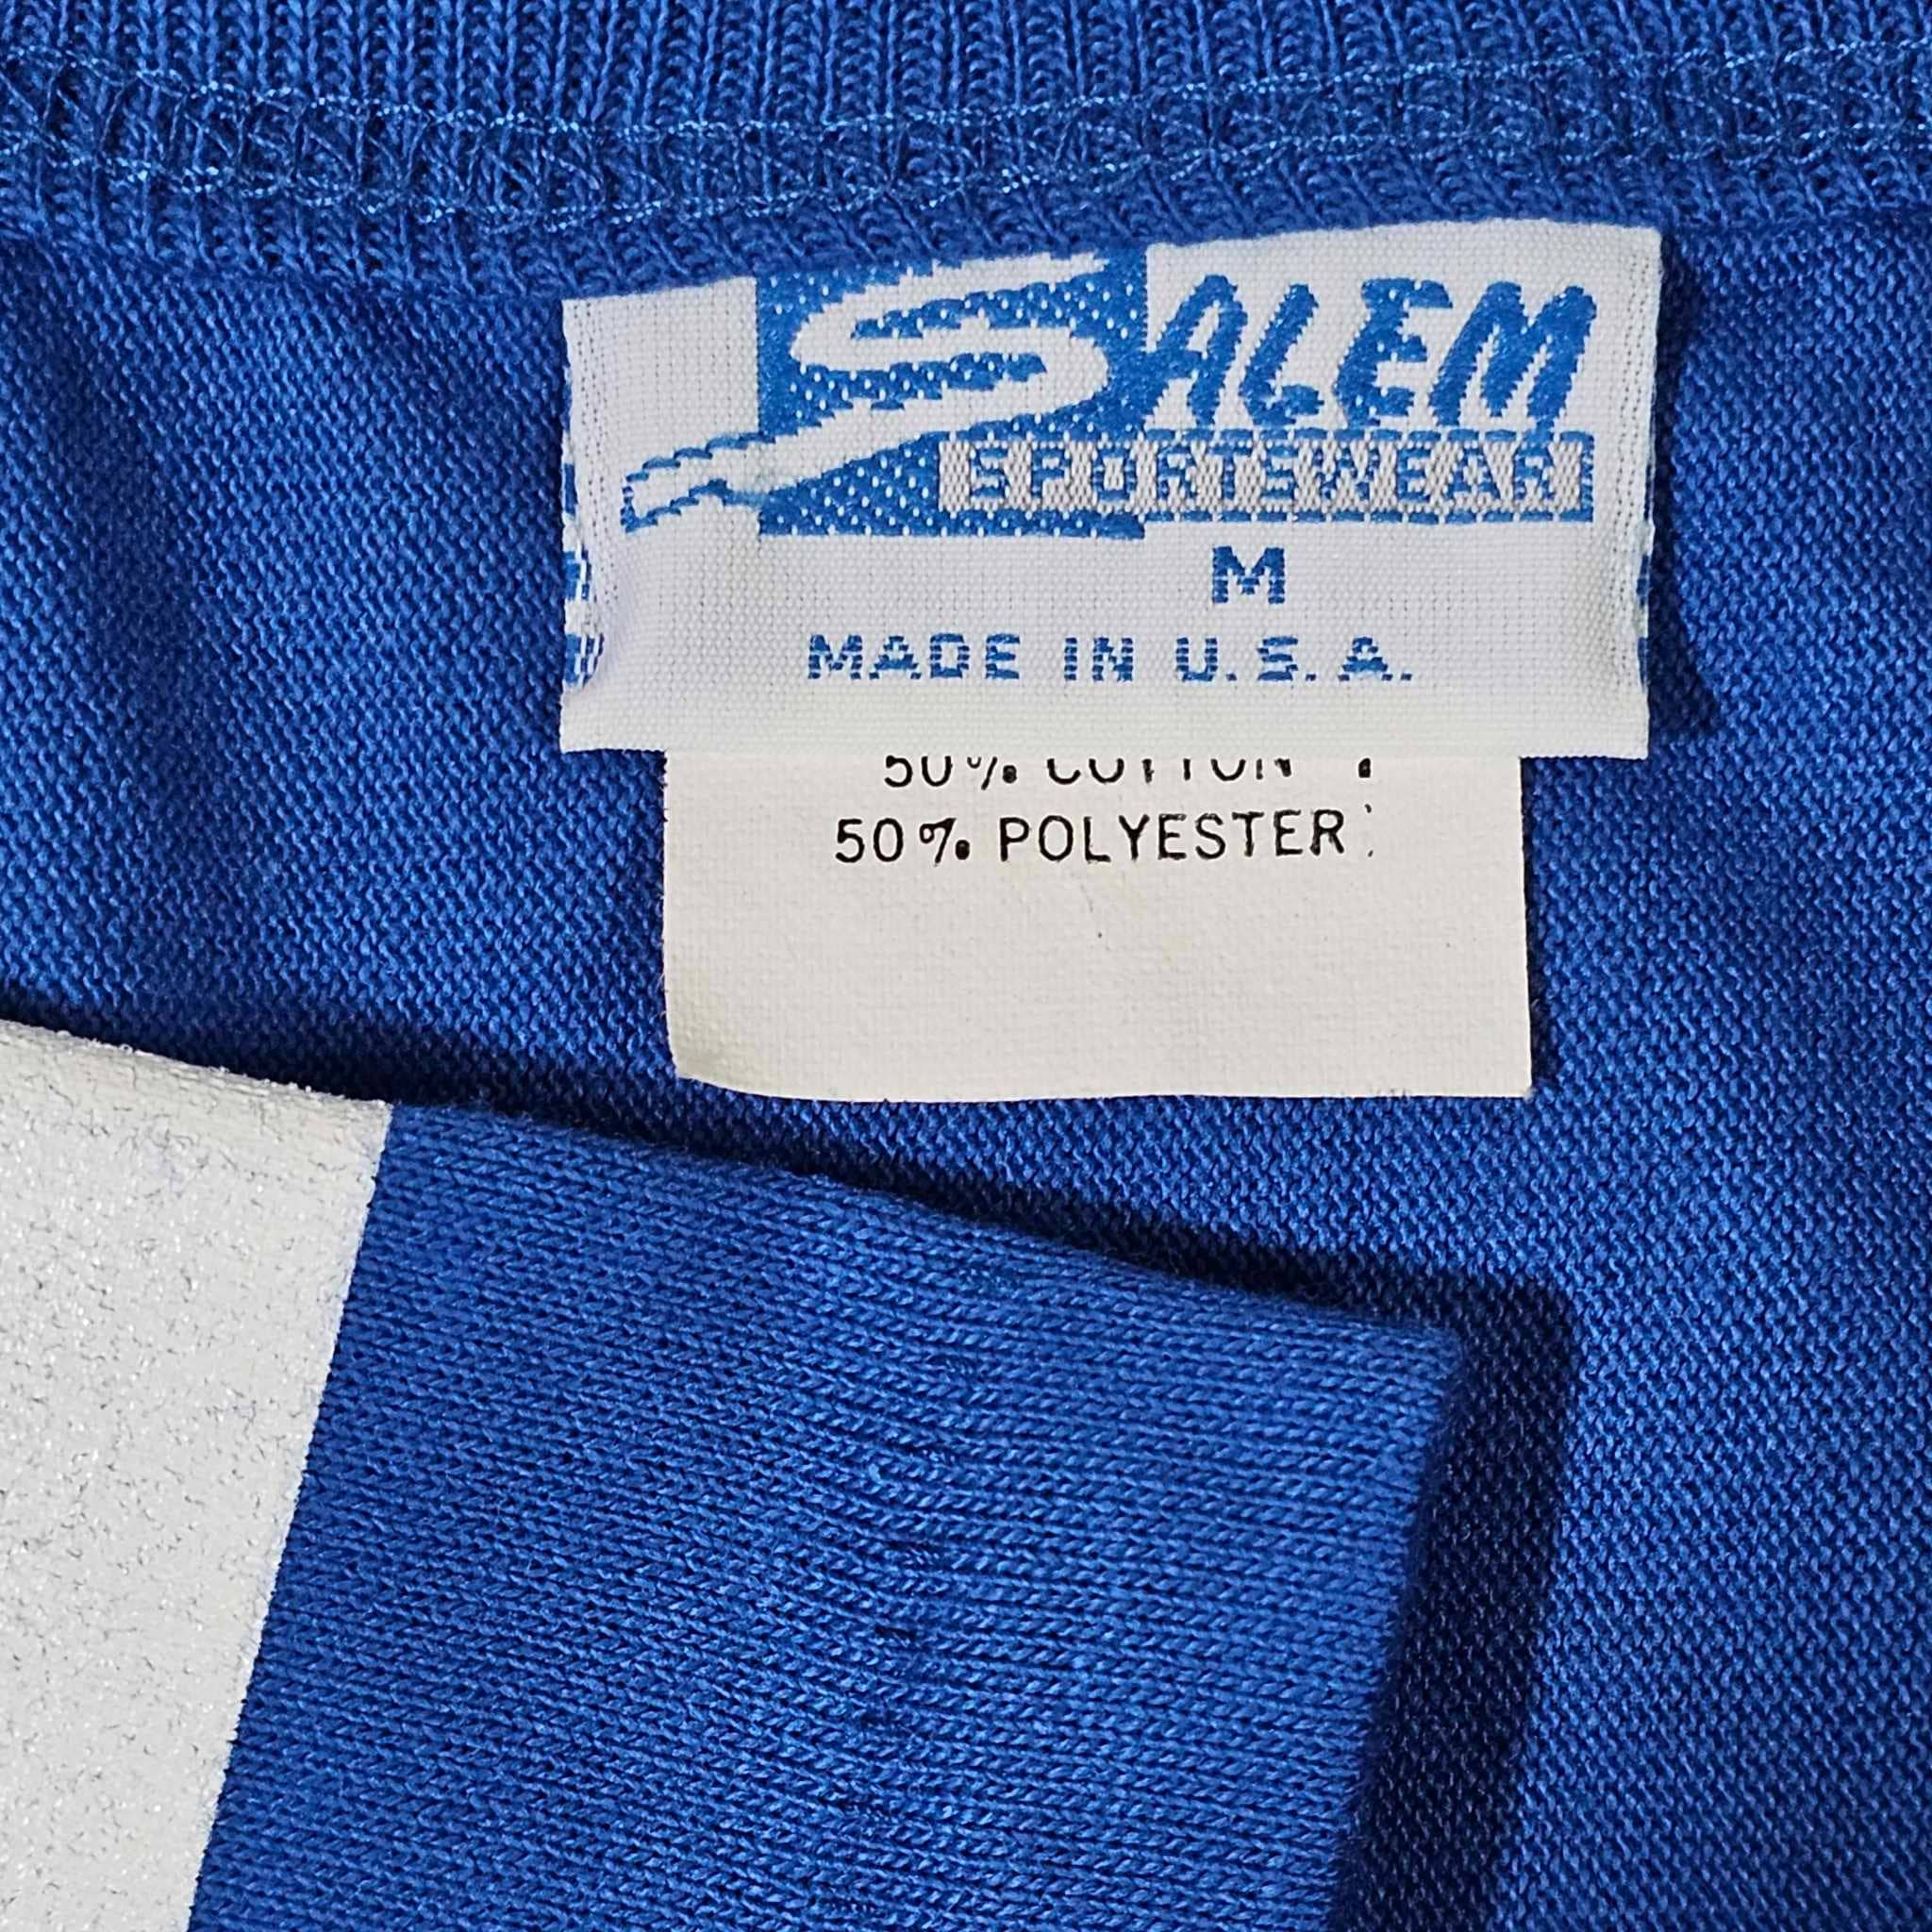 SALEM
SPORTSWEAR
M
MADE IN U.S.A.
50% COTTON
50% POLYESTER